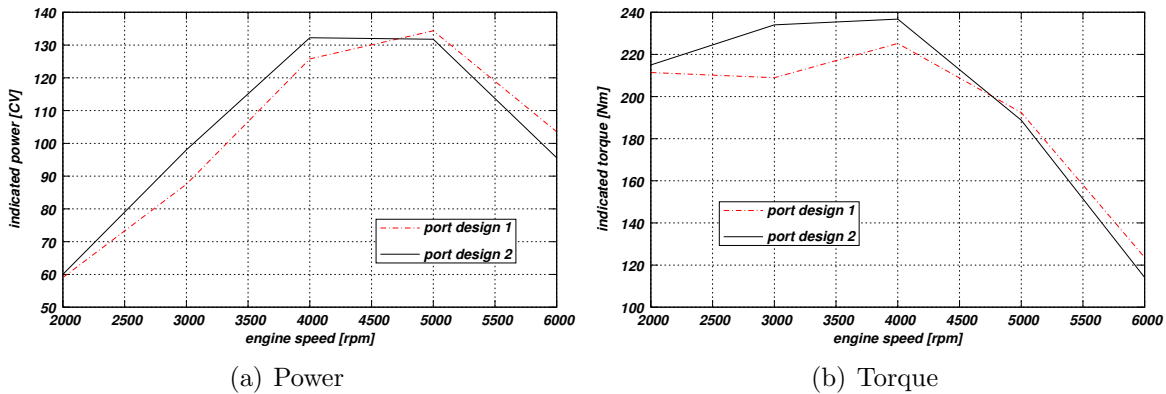 140
130
120
110
100
90
80
70
60
50
indicated power [CV]
port design 1
port design 2
2000 2500 3000 3500 4000 4500 5000 5500 6000
engine speed [rpm]
(a) Power
240
220
200
180
160
140
120
100
indicated torque [Nm]
port design 1
port design 2
2000 2500 3000 3500 4000 4500 5000 5500 6000
engine speed [rpm]
(b) Torque